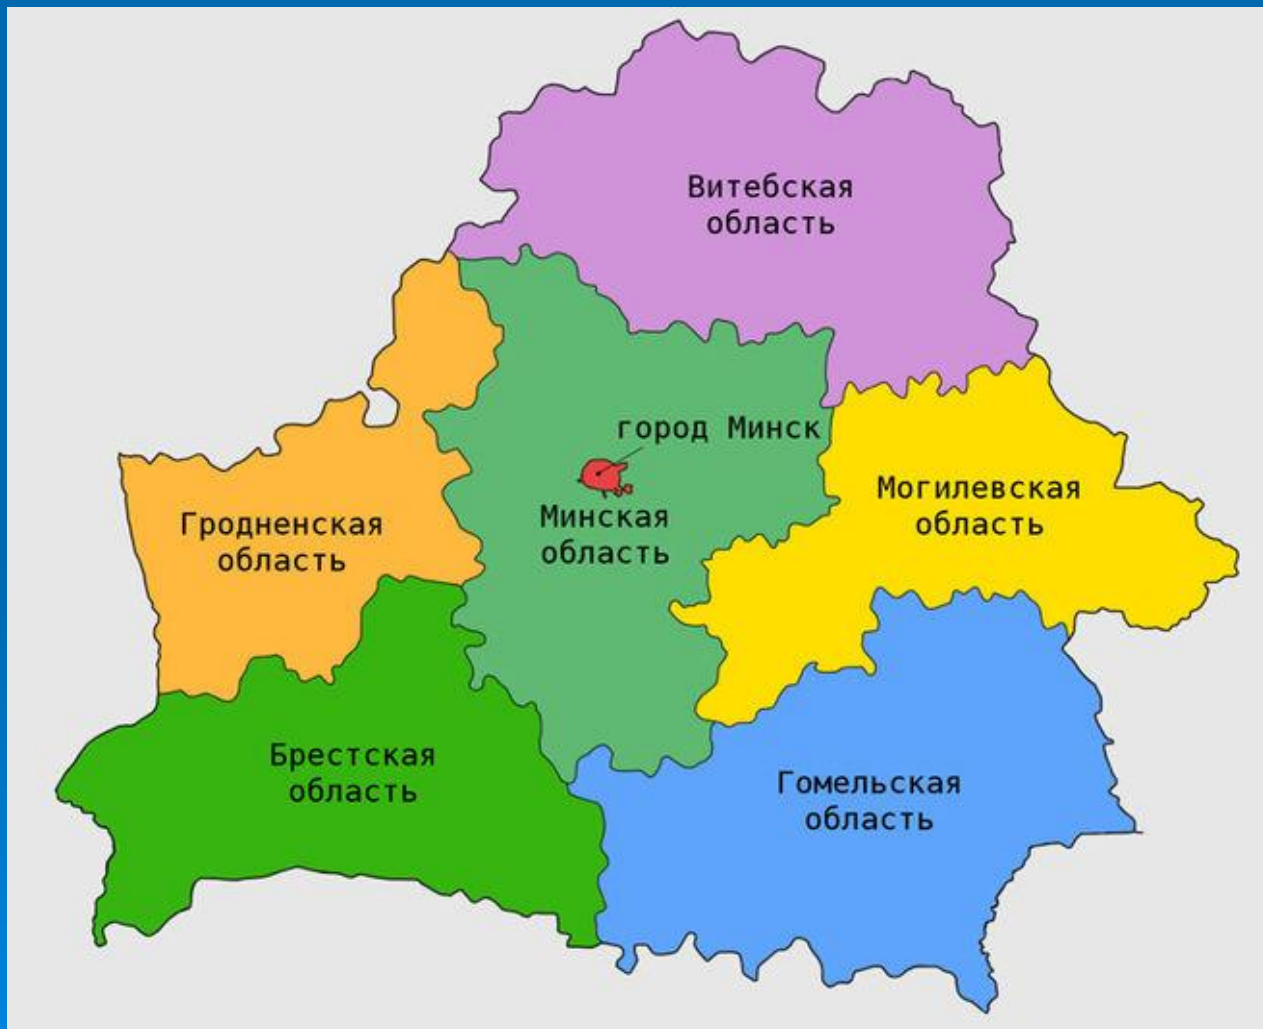 Витебская
область
город Минск
Могилевская
область
Минская
область
Гродненская
область
Брестская
область
Гомельская
область